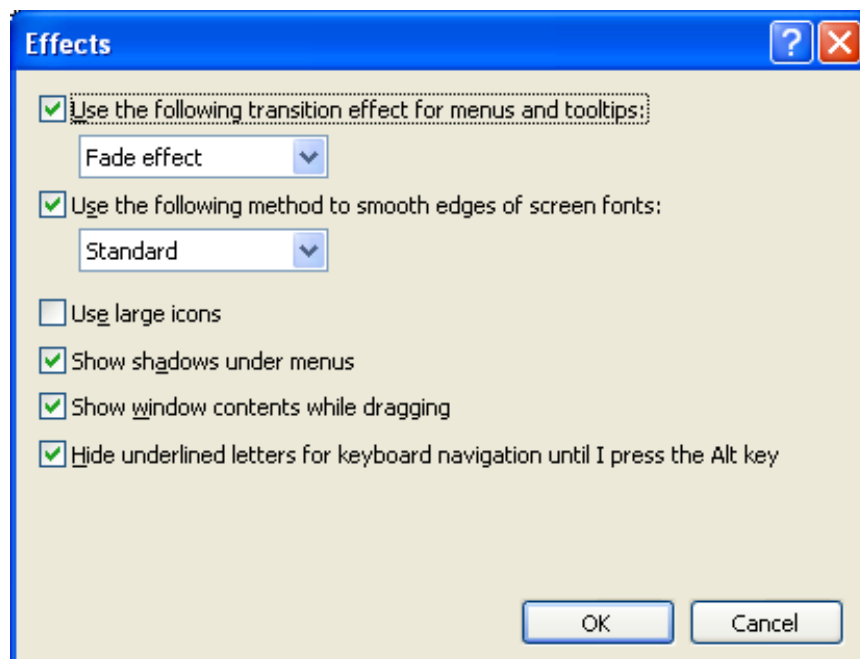 Effects
Use the following transition effect for menus and tooltips:
Fade effect
Use the following method to smooth edges of screen fonts:
Standard
Use large icons
Show shadows under menus
Show window contents while dragging
Hide underlined letters for keyboard navigation until I press the Alt key
OK Cancel